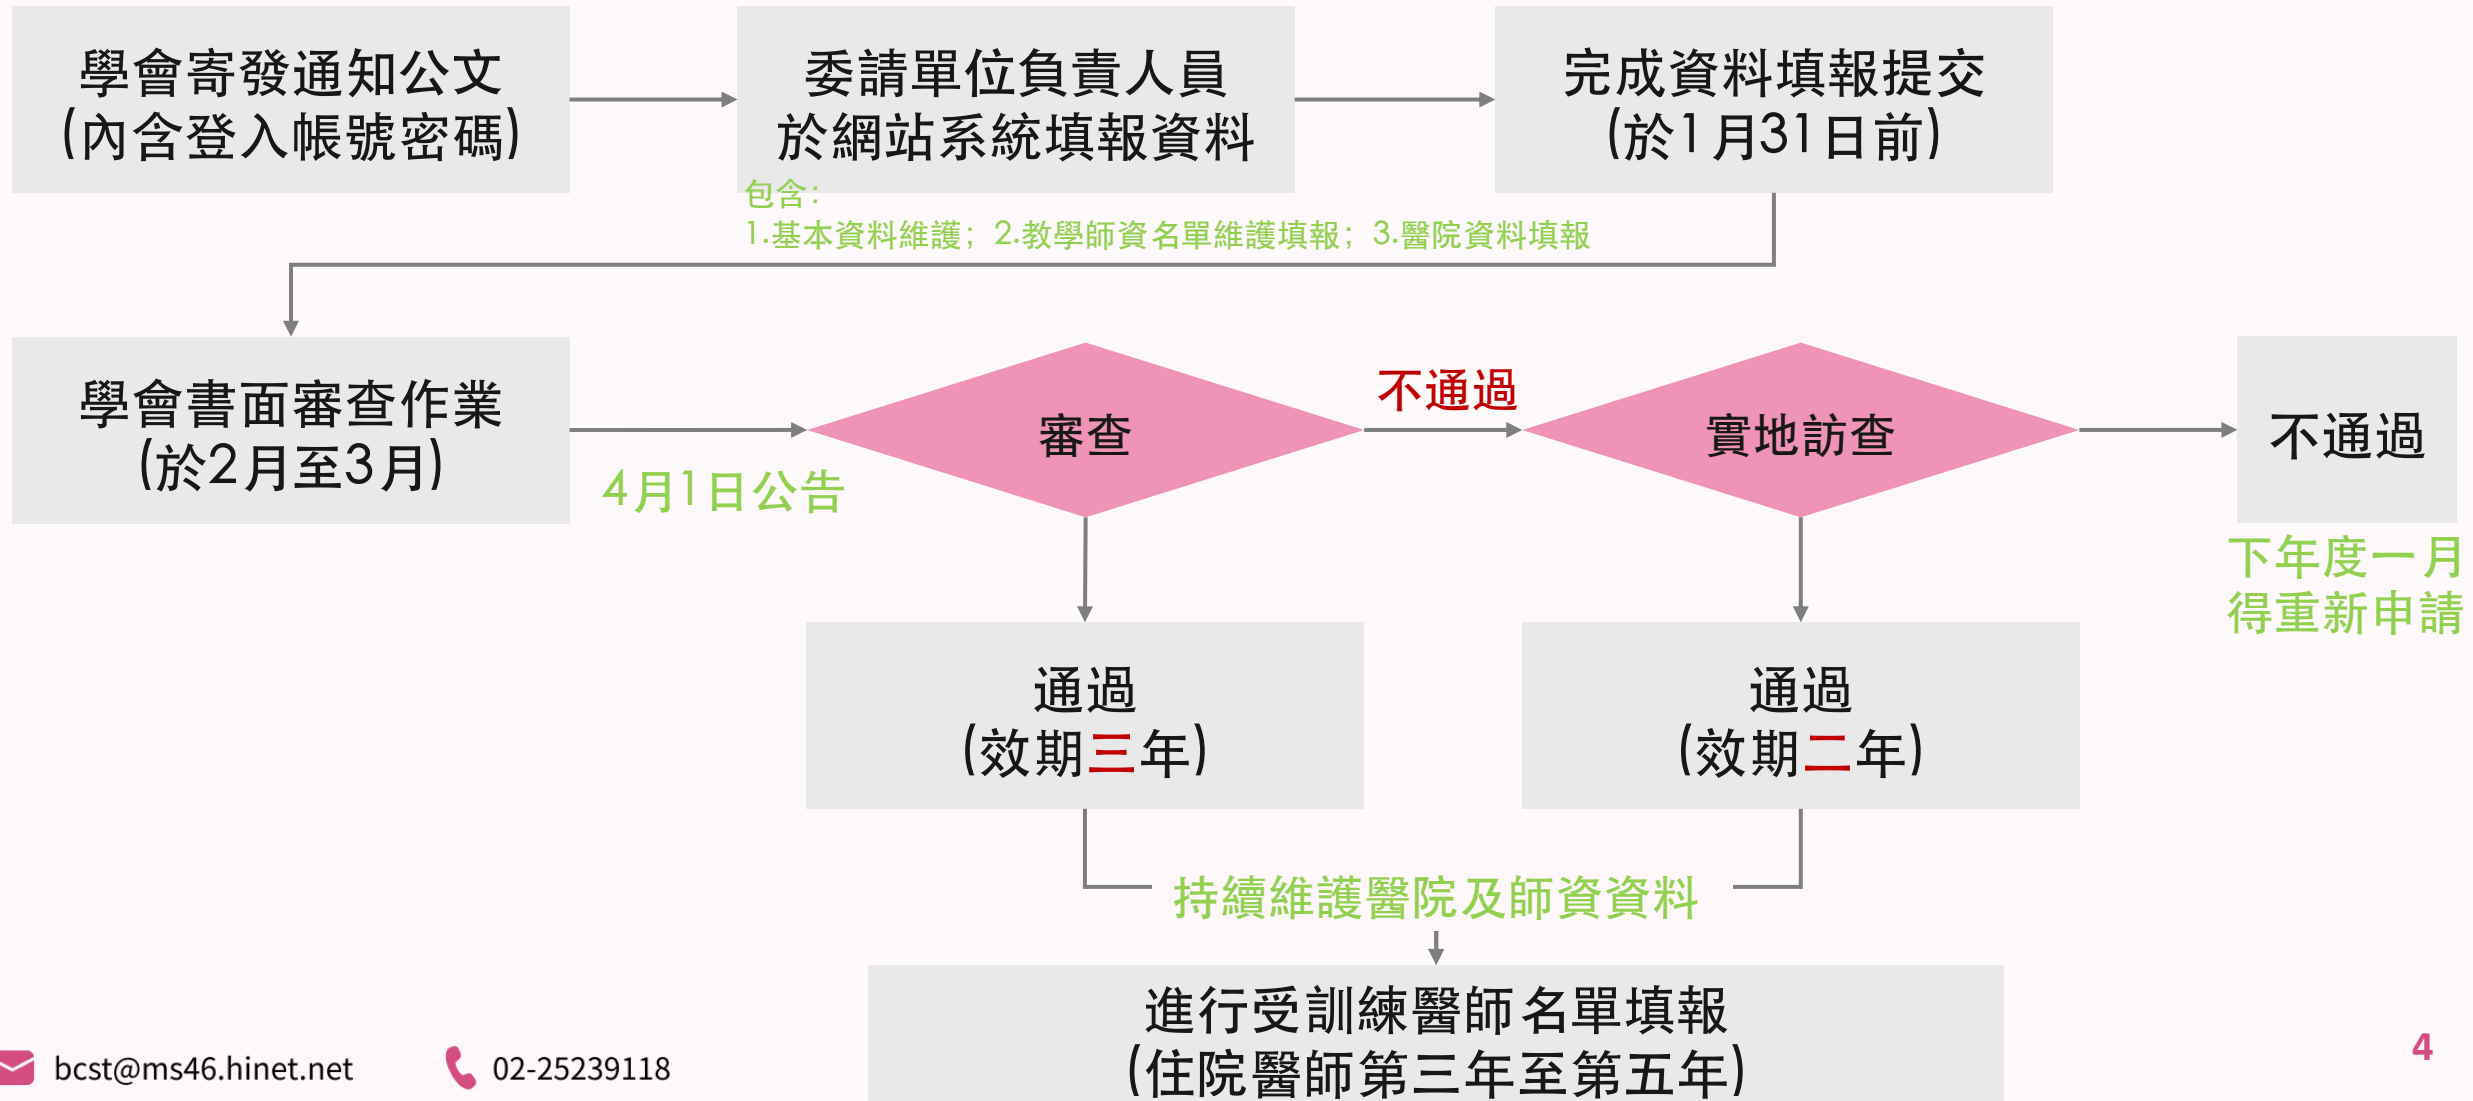 學會寄發通知公文
(內含登入帳號密碼)
委請單位負責人員
於網站系統填報資料
完成資料填報提交
(於1月31日前)
包含：
1.基本資料維護；2.教學師資名單維護填報；3.醫院資料填報
學會書面審查作業
(於2月至3月)
4月1日公告
審查
不通過
實地訪查
不通過
下年度一月
得重新申請
通過
(效期三年)
通過
(效期二年)
持續維護醫院及師資資料
進行受訓練醫師名單填報
(住院醫師第三年至第五年)
bcst@ms46.hinet.net
02-25239118
4